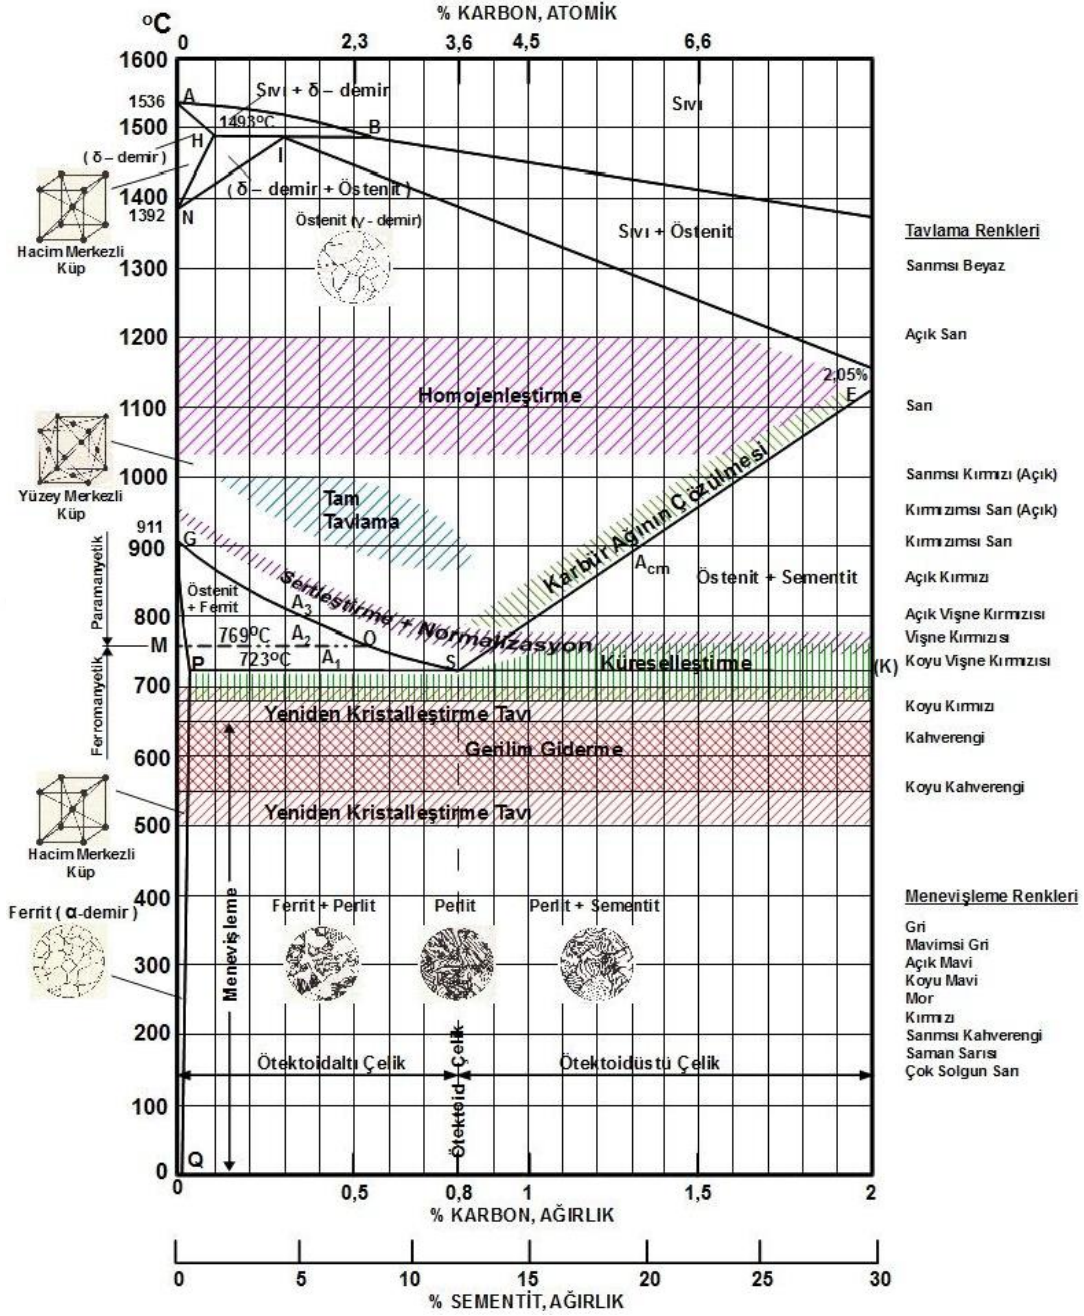 % KARBON, ATOMİK
ºC
0
2,3
3,6
4,5
6,6
1600
1536
1500
1400
1392
1300
1200
1100
1000
911
900
800
M
700
600
500
400
300
200
100
0
A
Sıvı + δ – demir
1493ºC
B
H
I
N
Sıvı
( δ – demir )
( δ – demir + Östenit )
Hacim Merkezli
Küp
Östenit (γ - demir)
Sıvı + Östenit
2,05%
E
Homojenleştirme
Yüzey Merkezli
Küp
Tam
Tavlama
Karbür Ağının Çözülmesi
Acm
Östenit + Sementit
G
Östenit
+ Ferrit
A3
Sertleştirme + Normalizasyon
769ºC
A2
O
723ºC
A1
P
S
Küreselleştirme
(K)
Paramanyetik
Ferromanyetik
Yeniden Kristalleştirme Tavı
Gerilim Giderme
Yeniden Kristalleştirme Tavı
Hacim Merkezli
Küp
Ferrit ( α-demir )
Menevişleme
Ferrit + Perlit
Perlit
Perlit + Sementit
Ötektoidaltı Çelik
Ötektoid Çelik
Ötektoidüstü Çelik
Q
0
0,5
0,8
1
1,5
2
% KARBON, AĞIRLIK
0
5
10
15
20
25
30
% SEMENTİT, AĞIRLIK
Tavlama Renkleri
Sarımsı Beyaz
Açık Sarı
Sarı
Sarımsı Kırmızı (Açık)
Kırmızımsı Sarı (Açık)
Kırmızımsı Sarı
Açık Kırmızı
Açık Vişne Kırmızısı
Vişne Kırmızısı
Koyu Vişne Kırmızısı
Koyu Kırmızı
Kahverengi
Koyu Kahverengi
Menevişleme Renkleri
Gri
Mavimsi Gri
Açık Mavi
Koyu Mavi
Mor
Kırmızı
Sarımsı Kahverengi
Saman Sarısı
Çok Solgun Sarı